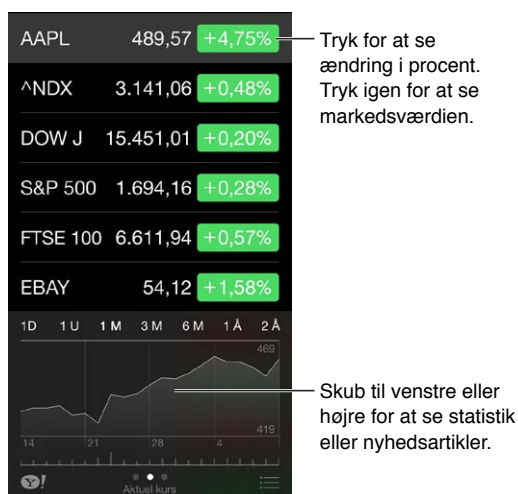 AAPL 489,57 +4,75%
^NDX 3.141,06 +0,48%
DOW J 15.451,01 +0,20%
S&P 500 1.694,16 +0,28%
FTSE 100 6.611,94 +0,57%
EBAY 54,12 +1,58%
1D 1U 1M 3M 6M 1Å 2Å
469
419
14 21 28 4
Y!
Aktuel kurs
Tryk for at se
ændring i procent.
Tryk igen for at se
markedsværdien.
Skub til venstre eller
højre for at se statistik
eller nyhedsartikler.